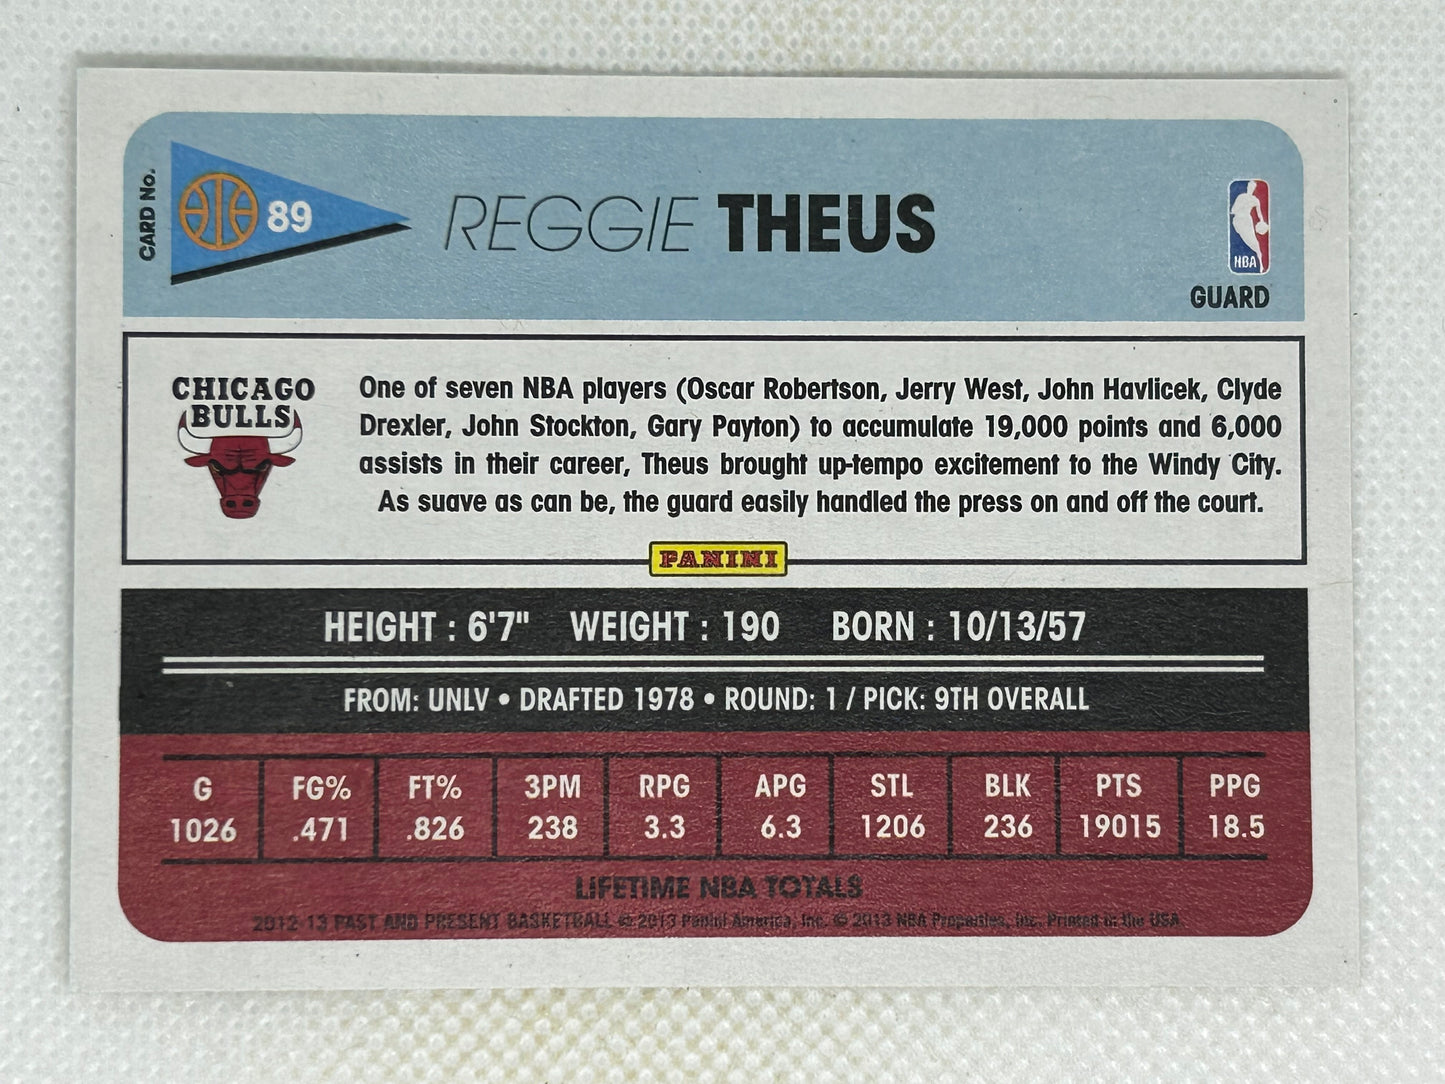 CARD No.
89
REGGIE THEUS
NBA
GUARD
CHICAGO
BULLS
One of seven NBA players (Oscar Robertson, Jerry West, John Havlicek, Clyde
Drexler, John Stockton, Gary Payton) to accumulate 19,000 points and 6,000
assists in their career, Theus brought up-tempo excitement to the Windy City.
As suave as can be, the guard easily handled the press on and off the court.
PANINI
HEIGHT : 6'7" WEIGHT : 190 BORN : 10/13/57
FROM: UNLV • DRAFTED 1978 • ROUND: 1 / PICK: 9TH OVERALL
G FG% FT% 3PM RPG APG STL BLK PTS PPG
1026 .471 .826 238 3.3 6.3 1206 236 19015 18.5
LIFETIME NBA TOTALS
2012-13 PAST AND PRESENT BASKETBALL © 2013 Panini America, Inc. © 2013 NBA Properties, Inc. Printed in the USA.